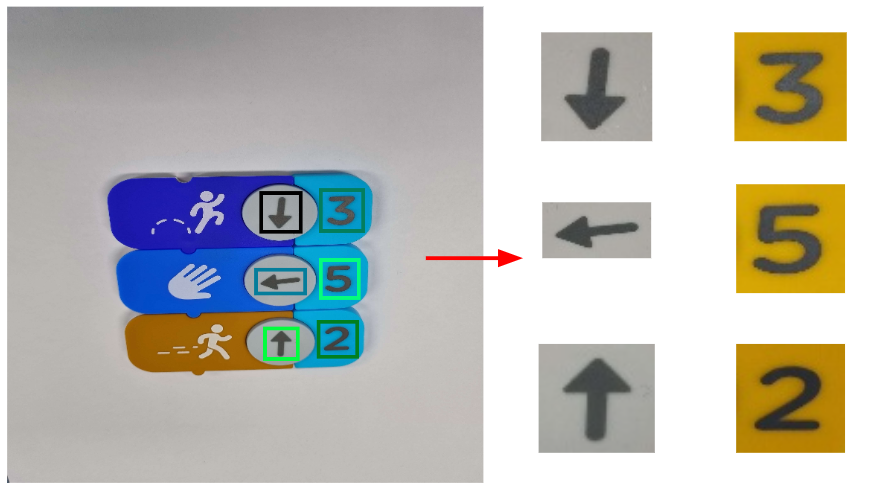 ↓ 3 ↓ 3
← 5 ← 5
↑ 2 ↑ 2